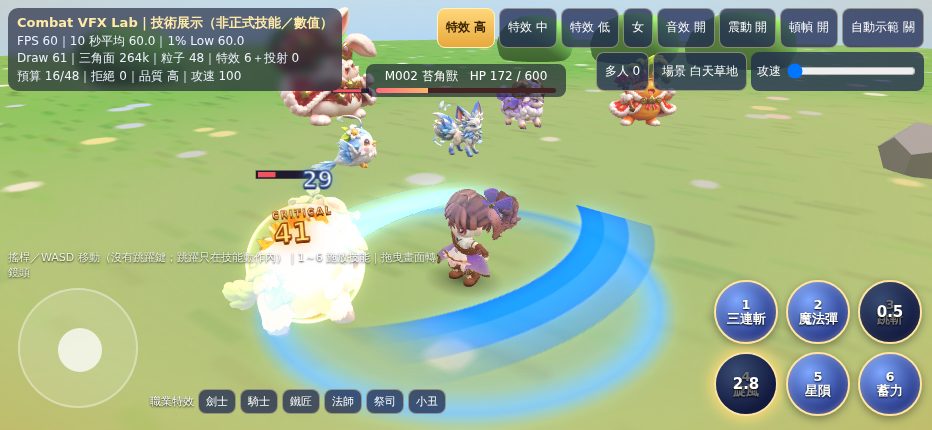 Combat VFX Lab｜技術展示（非正式技能／數值）
FPS 60｜10 秒平均 60.0｜1% Low 60.0
Draw 61｜三角面 264k｜粒子 48｜特效 6＋投射 0
預算 16/48｜拒絕 0｜品質 高｜攻速 100
特效 高
特效 中
特效 低
女
音效 開
震動 開
頓幀 開
自動示範 關
多人 0
場景 白天草地
攻速
M002 苔角獸 HP 172 / 600
29
CRITICAL
41
搖桿／WASD 移動（沒有跳躍鍵；跳躍只在技能動作內）｜1～6 施放技能｜拖曳畫面轉
鏡頭
1
三連斬
2
魔法彈
3
0.5
4
2.8
旋風
5
星隕
6
蓄力
職業特效
劍士
騎士
鐵匠
法師
祭司
小丑